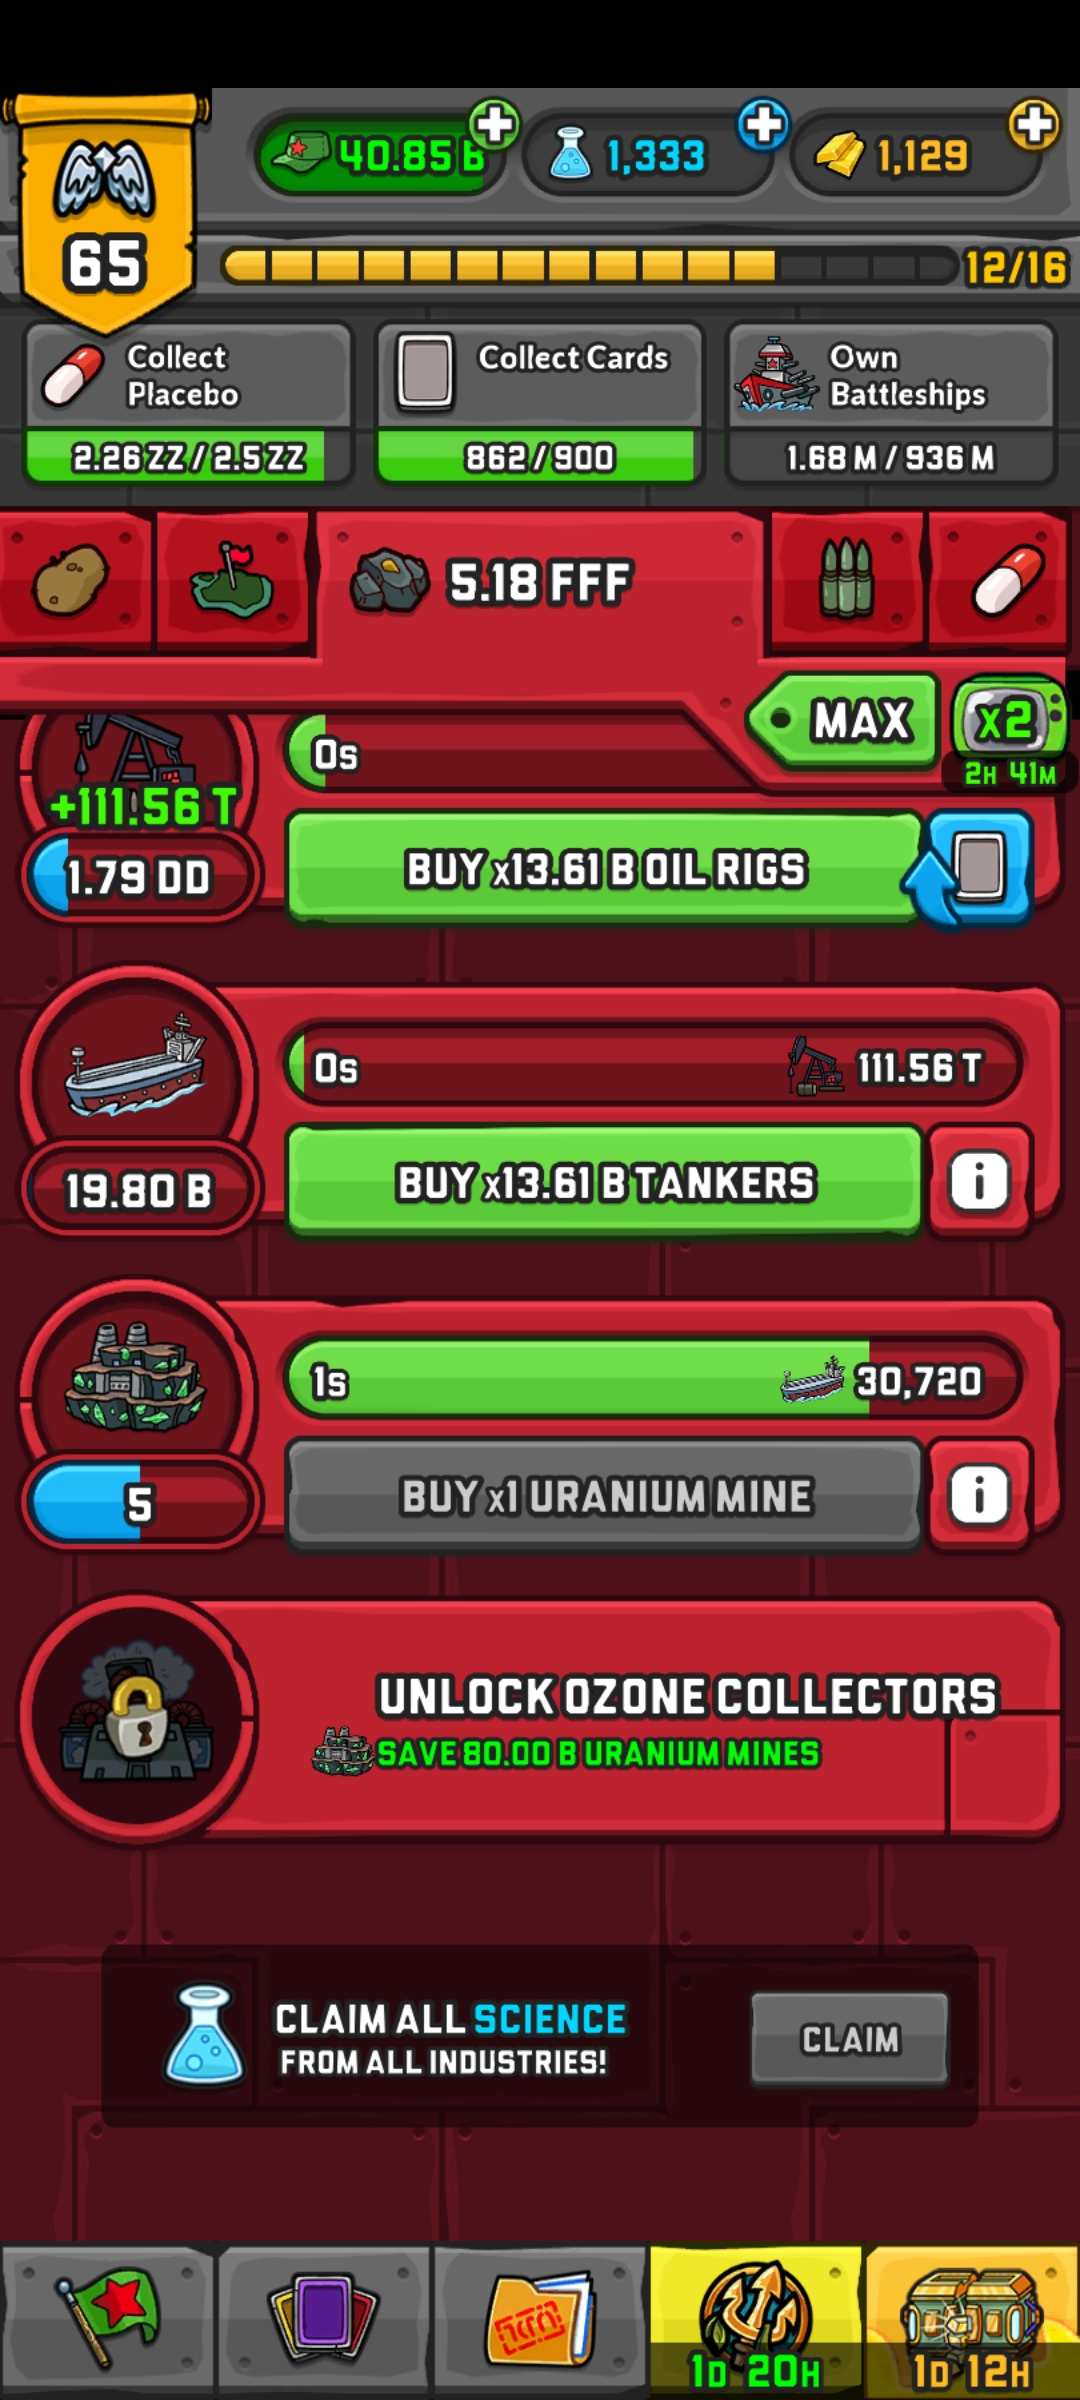 40.85 B
1,333
1,129
65
12/16
Collect
Placebo
2.26 ZZ / 2.5 ZZ
Collect Cards
862 / 900
Own
Battleships
1.68 M / 936 M
5.18 FFF
MAX
x2
2H 41M
0s
+111.56 T
1.79 DD
BUY x13.61 B OIL RIGS
0s
111.56 T
19.80 B
BUY x13.61 B TANKERS
i
1s
30,720
5
BUY x1 URANIUM MINE
i
UNLOCK OZONE COLLECTORS
SAVE 80.00 B URANIUM MINES
CLAIM ALL SCIENCE
FROM ALL INDUSTRIES!
CLAIM
1D 20H
1D 12H